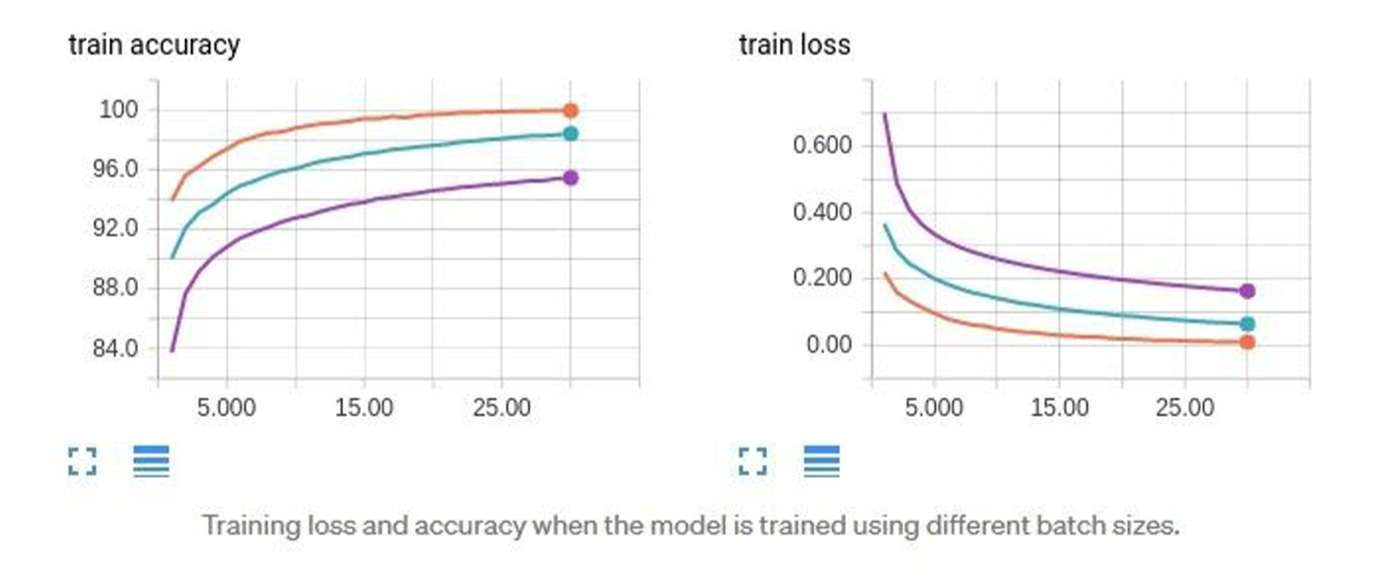 train accuracy
100
96.0
92.0
88.0
84.0
5.000 15.00 25.00
train loss
0.600
0.400
0.200
0.00
5.000 15.00 25.00
Training loss and accuracy when the model is trained using different batch sizes.